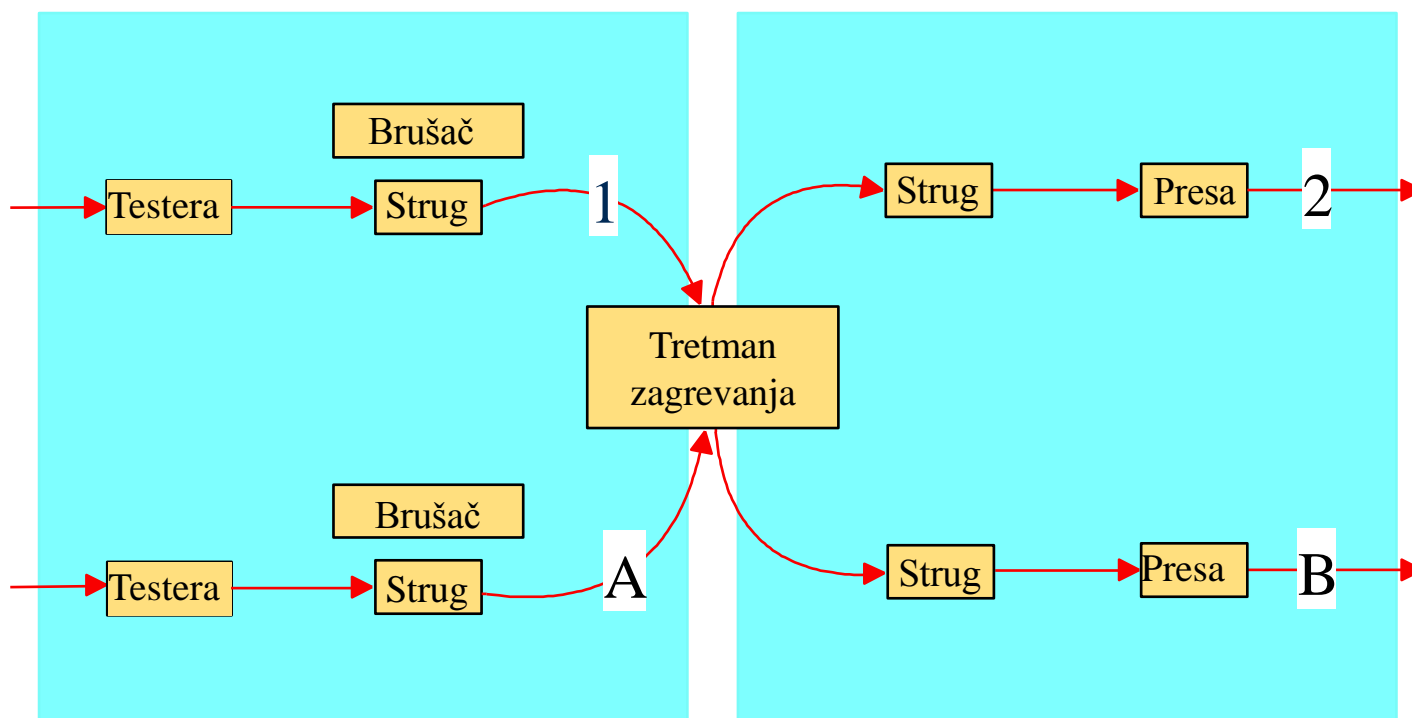 Brušač
Testera
Strug
1
Strug
Presa
2
Tretman
zagrevanja
Brušač
Testera
Strug
A
Strug
Presa
B